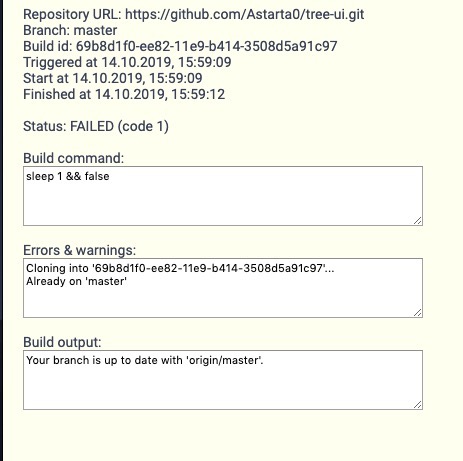 Repository URL: https://github.com/Astarta0/tree-ui.git
Branch: master
Build id: 69b8d1f0-ee82-11e9-b414-3508d5a91c97
Triggered at 14.10.2019, 15:59:09
Start at 14.10.2019, 15:59:09
Finished at 14.10.2019, 15:59:12
Status: FAILED (code 1)
Build command:
sleep 1 && false
Errors & warnings:
Cloning into '69b8d1f0-ee82-11e9-b414-3508d5a91c97'...
Already on 'master'
Build output:
Your branch is up to date with 'origin/master'.